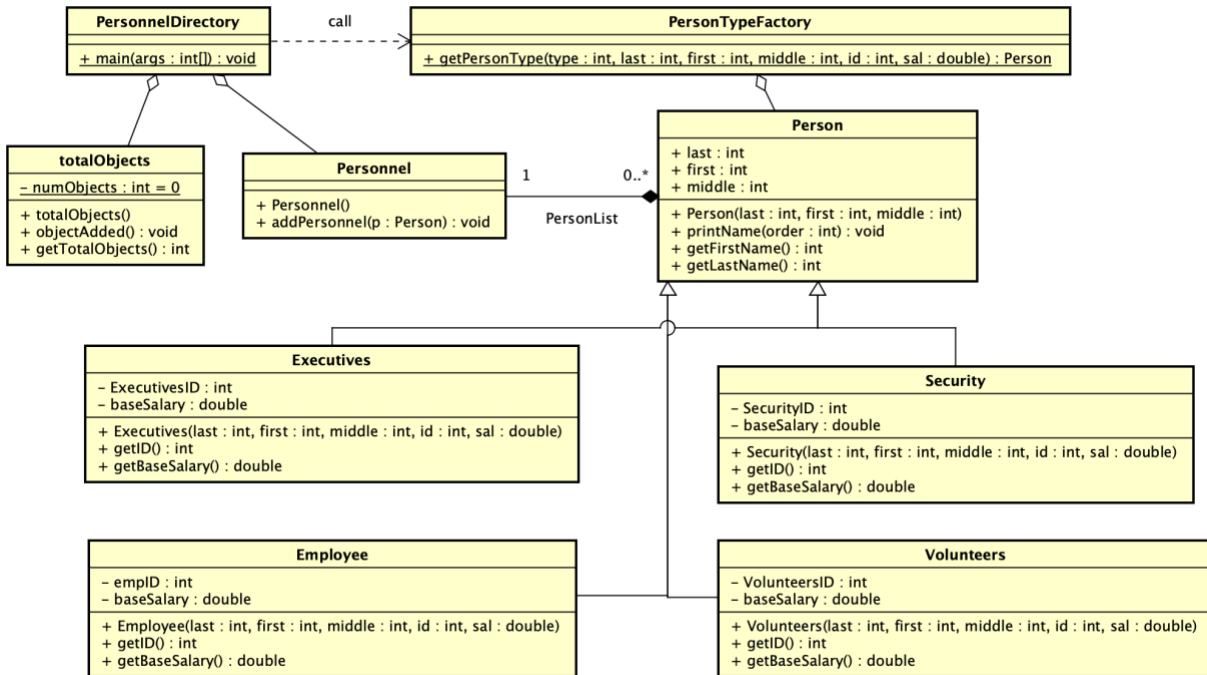 PersonnelDirectory
+ main(args : int[]) : void
call
PersonTypeFactory
+ getPersonType(type : int, last : int, first : int, middle : int, id : int, sal : double) : Person
totalObjects
- numObjects : int = 0
+ totalObjects()
+ objectAdded() : void
+ getTotalObjects() : int
Personnel
+ Personnel()
+ addPersonnel(p : Person) : void
1
0..*
PersonList
Person
+ last : int
+ first : int
+ middle : int
+ Person(last : int, first : int, middle : int)
+ printName(order : int) : void
+ getFirstName() : int
+ getLastName() : int
Executives
- ExecutivesID : int
- baseSalary : double
+ Executives(last : int, first : int, middle : int, id : int, sal : double)
+ getID() : int
+ getBaseSalary() : double
Security
- SecurityID : int
- baseSalary : double
+ Security(last : int, first : int, middle : int, id : int, sal : double)
+ getID() : int
+ getBaseSalary() : double
Employee
- empID : int
- baseSalary : double
+ Employee(last : int, first : int, middle : int, id : int, sal : double)
+ getID() : int
+ getBaseSalary() : double
Volunteers
- VolunteersID : int
- baseSalary : double
+ Volunteers(last : int, first : int, middle : int, id : int, sal : double)
+ getID() : int
+ getBaseSalary() : double